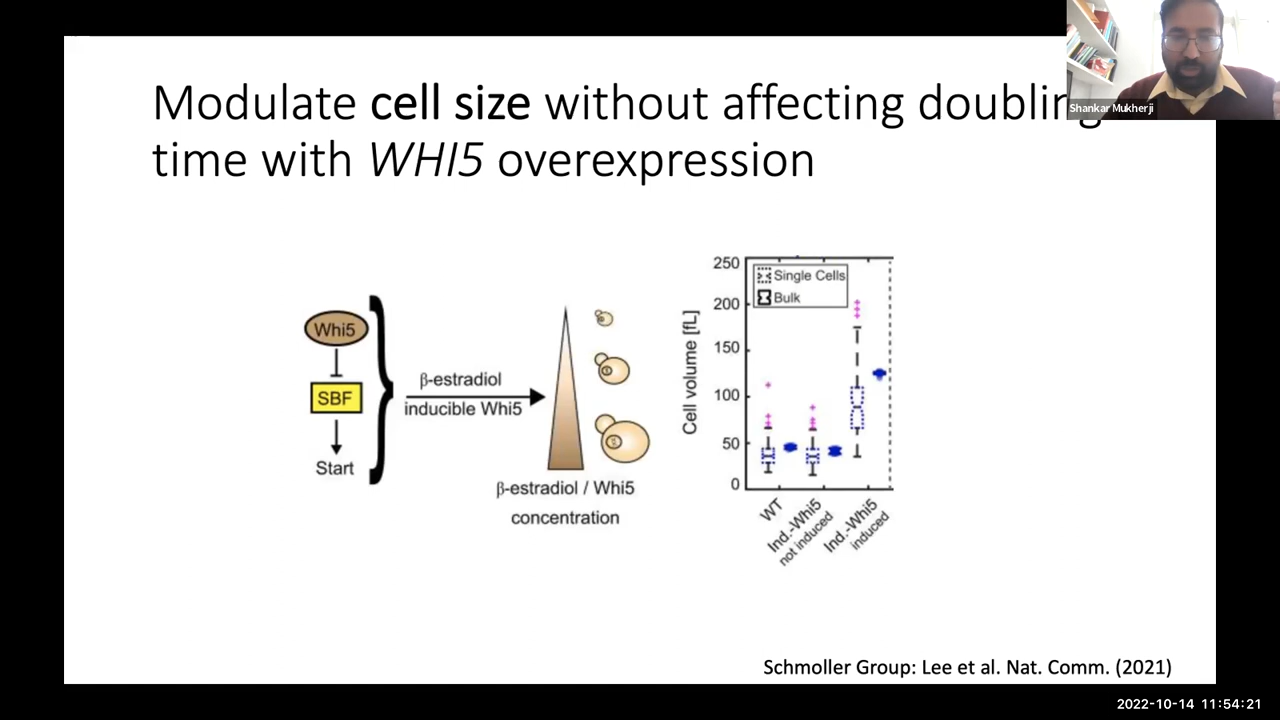 Modulate cell size without affecting doubling
time with WHI5 overexpression
Shankar Mukherji
Whi5
SBF
Start
β-estradiol
inducible Whi5
β-estradiol / Whi5
concentration
Cell volume [fL]
250
200
150
100
50
0
Single Cells
Bulk
WT
Ind.-Whi5
not induced
Ind.-Whi5
induced
Schmoller Group: Lee et al. Nat. Comm. (2021)
2022-10-14 11:54:21